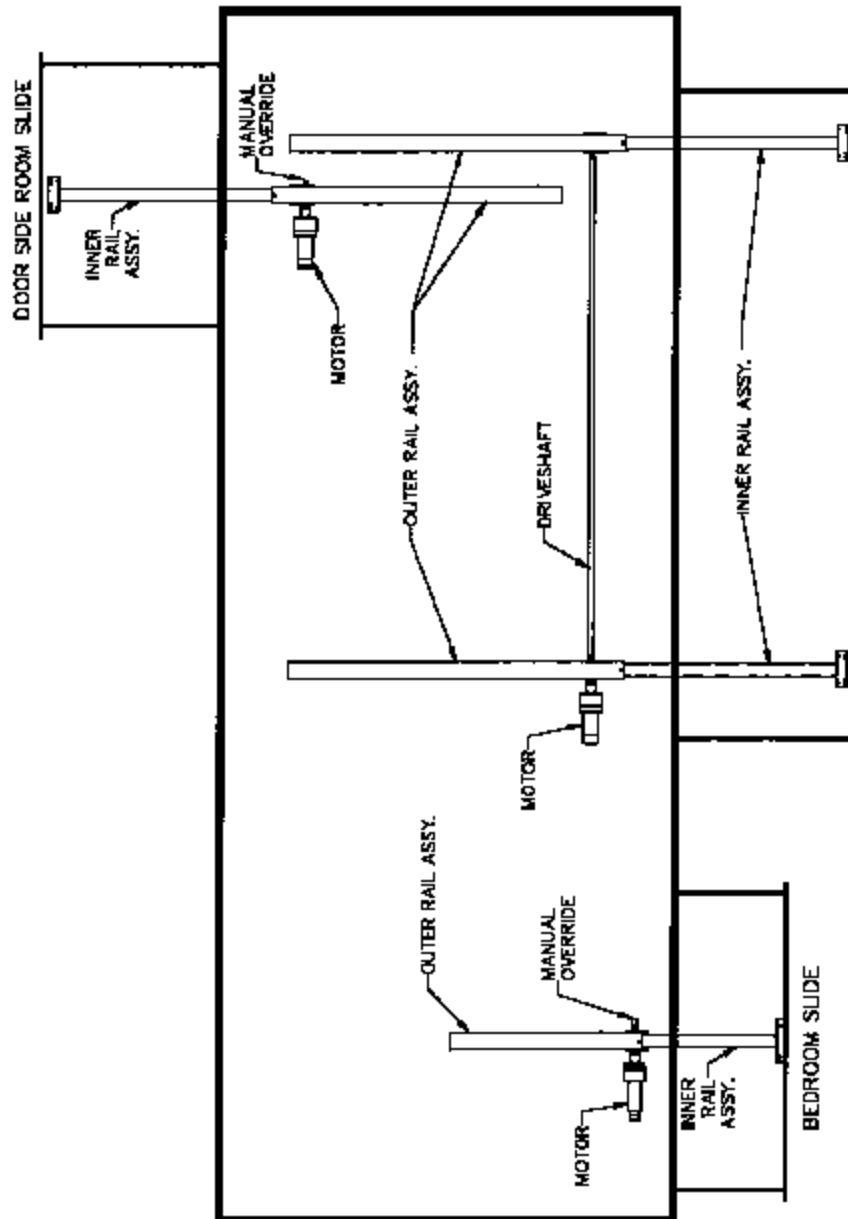 DOOR SIDE ROOM SLIDE
INNER
RAIL
ASSY.
MANUAL
OVERRIDE
MOTOR
OUTER RAIL ASSY.
DRIVESHAFT
INNER RAIL ASSY.
MOTOR
OUTER RAIL ASSY.
MANUAL
OVERRIDE
MOTOR
INNER
RAIL
ASSY.
BEDROOM SLIDE